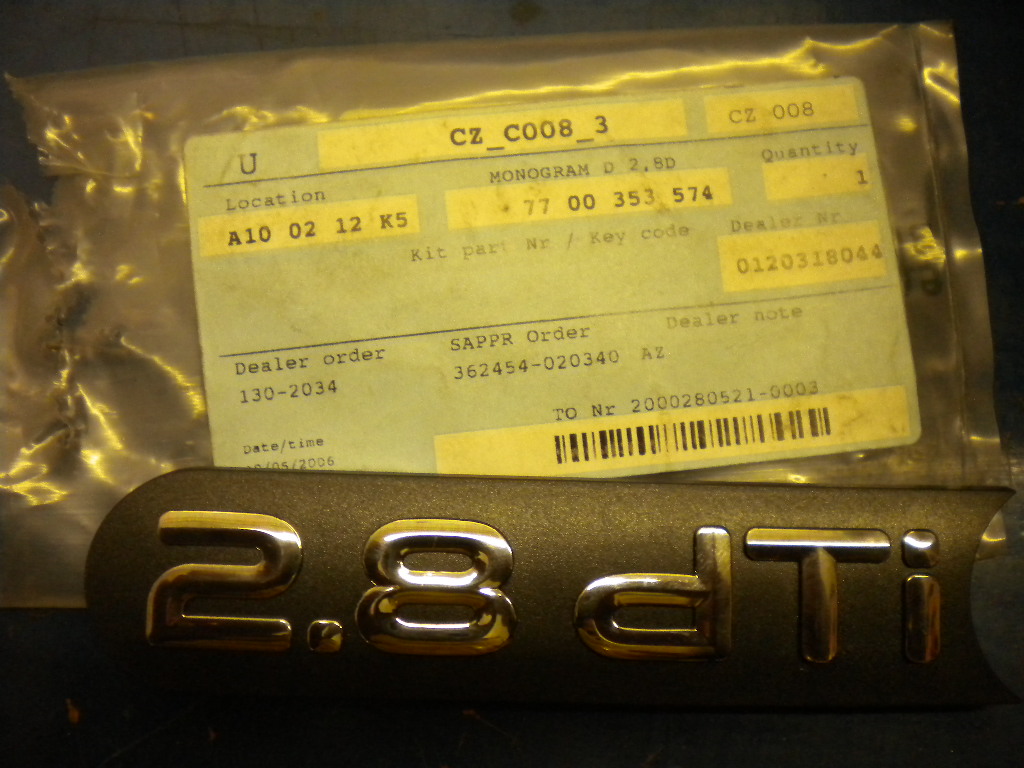 CZ_C008_3
CZ 008
U
MONOGRAM D 2,8D
Quantity
Location
77 00 353 574
1
A10 02 12 K5
Kit part Nr / Key code
Dealer Nr
0120318044
Dealer order
SAPPR Order
Dealer note
130-2034
362454-020340 AZ
TO Nr 2000280521-0003
Date/time
/05/2006
2.8 dTi